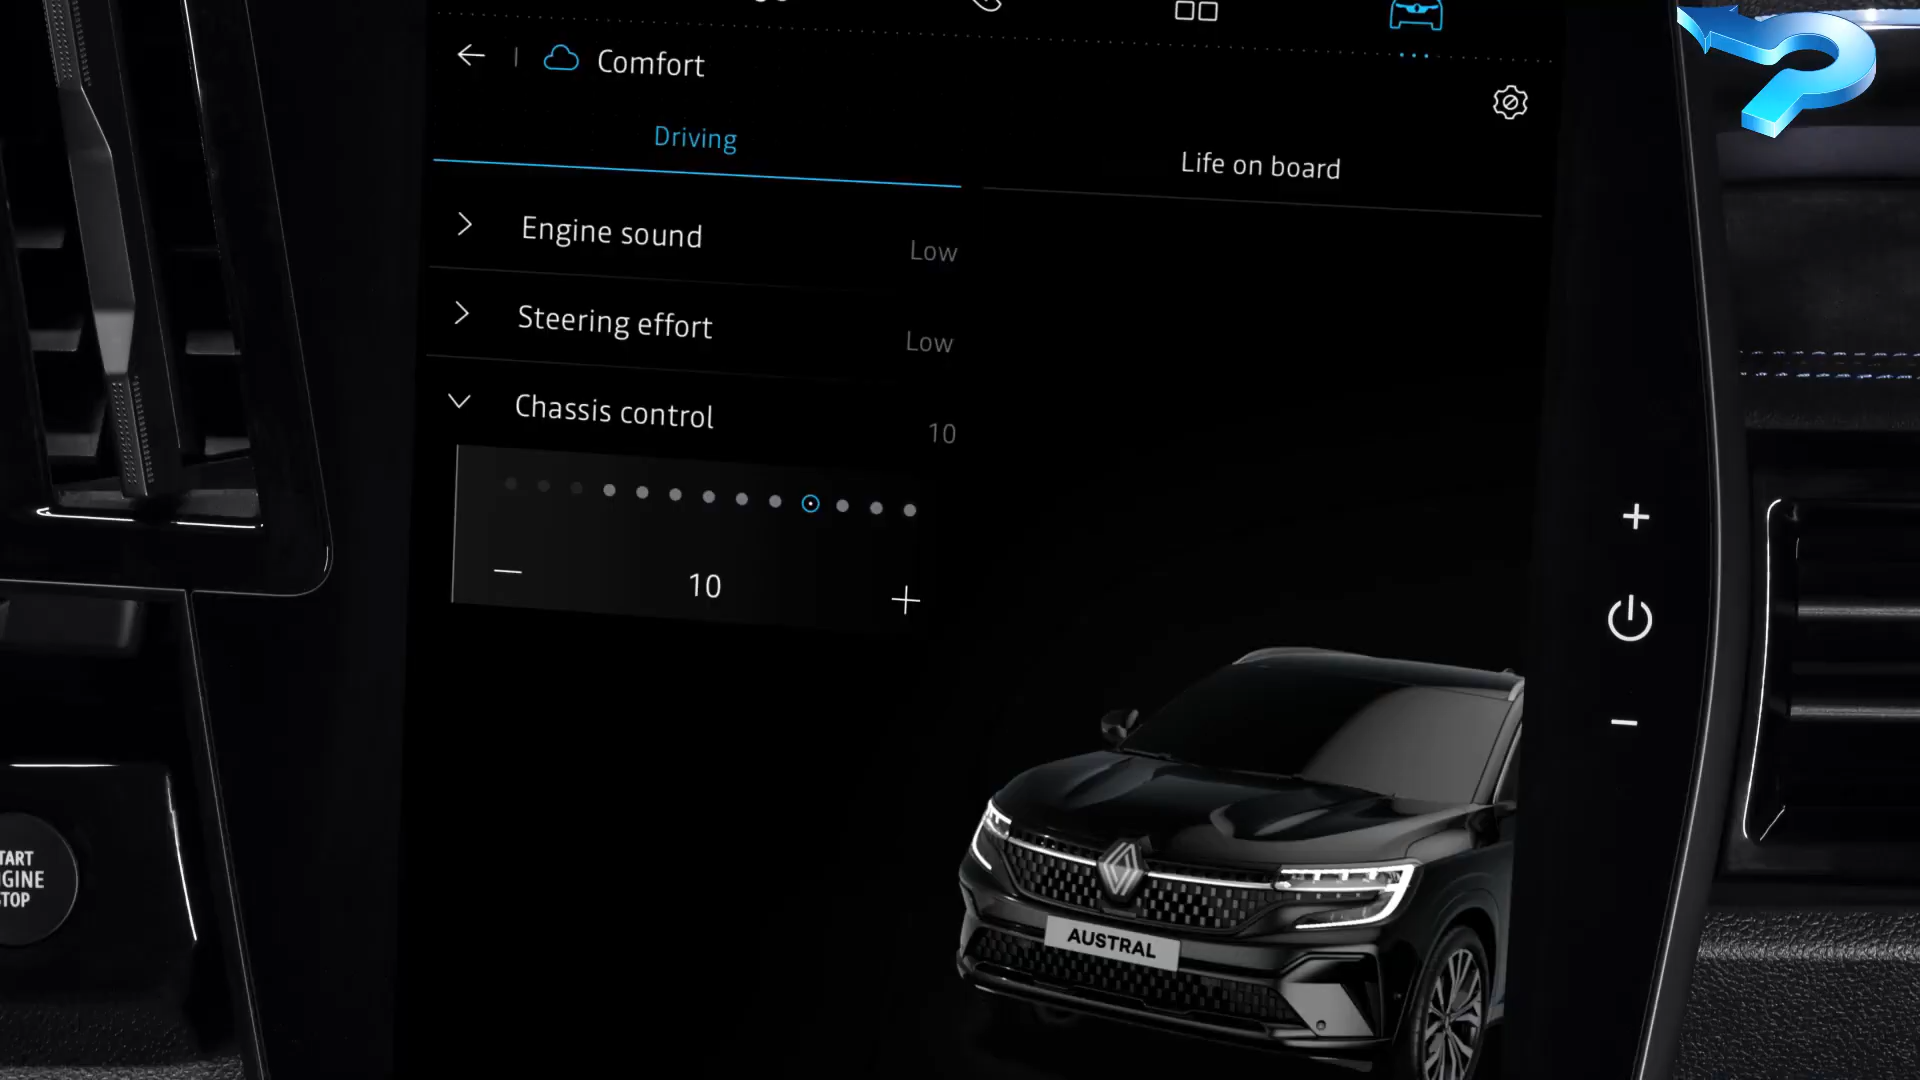 Comfort
Driving
Life on board
Engine sound
Low
Steering effort
Low
Chassis control
10
10
TART
GINE
TOP
AUSTRAL